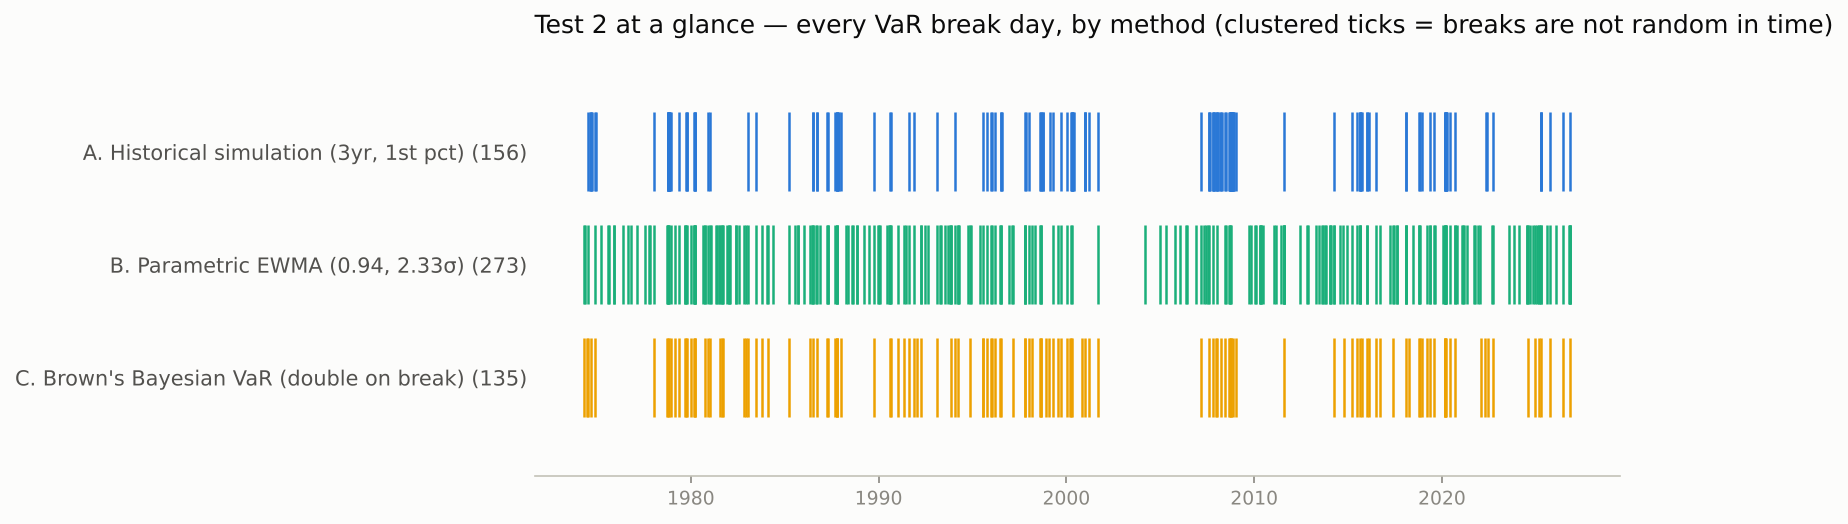 Test 2 at a glance — every VaR break day, by method (clustered ticks = breaks are not random in time)
A. Historical simulation (3yr, 1st pct) (156)
B. Parametric EWMA (0.94, 2.33σ) (273)
C. Brown's Bayesian VaR (double on break) (135)
1980 1990 2000 2010 2020